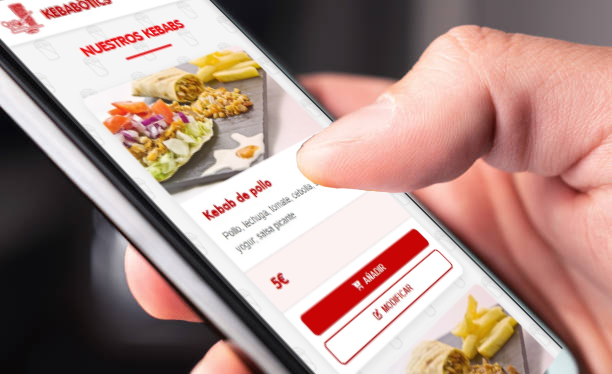 KEBABOTICS
NUESTROS KEBABS
Kebab de pollo
Pollo, lechuga, tomate, cebolla,
yogur, salsa picante
5€
AÑADIR
MODIFICAR